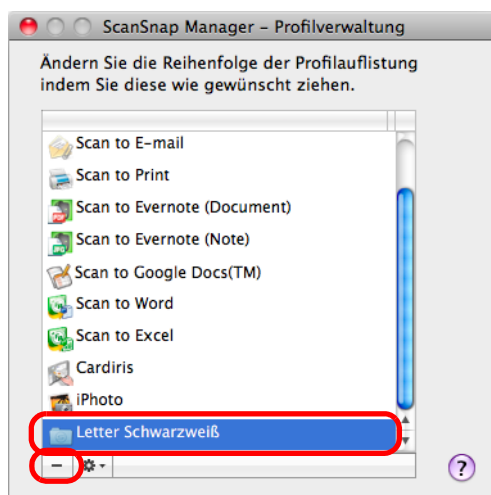 ScanSnap Manager – Profilverwaltung
Ändern Sie die Reihenfolge der Profilauflistung
indem Sie diese wie gewünscht ziehen.
Scan to E-mail
Scan to Print
Scan to Evernote (Document)
Scan to Evernote (Note)
Scan to Google Docs(TM)
Scan to Word
Scan to Excel
Cardiris
iPhoto
Letter Schwarzweiß